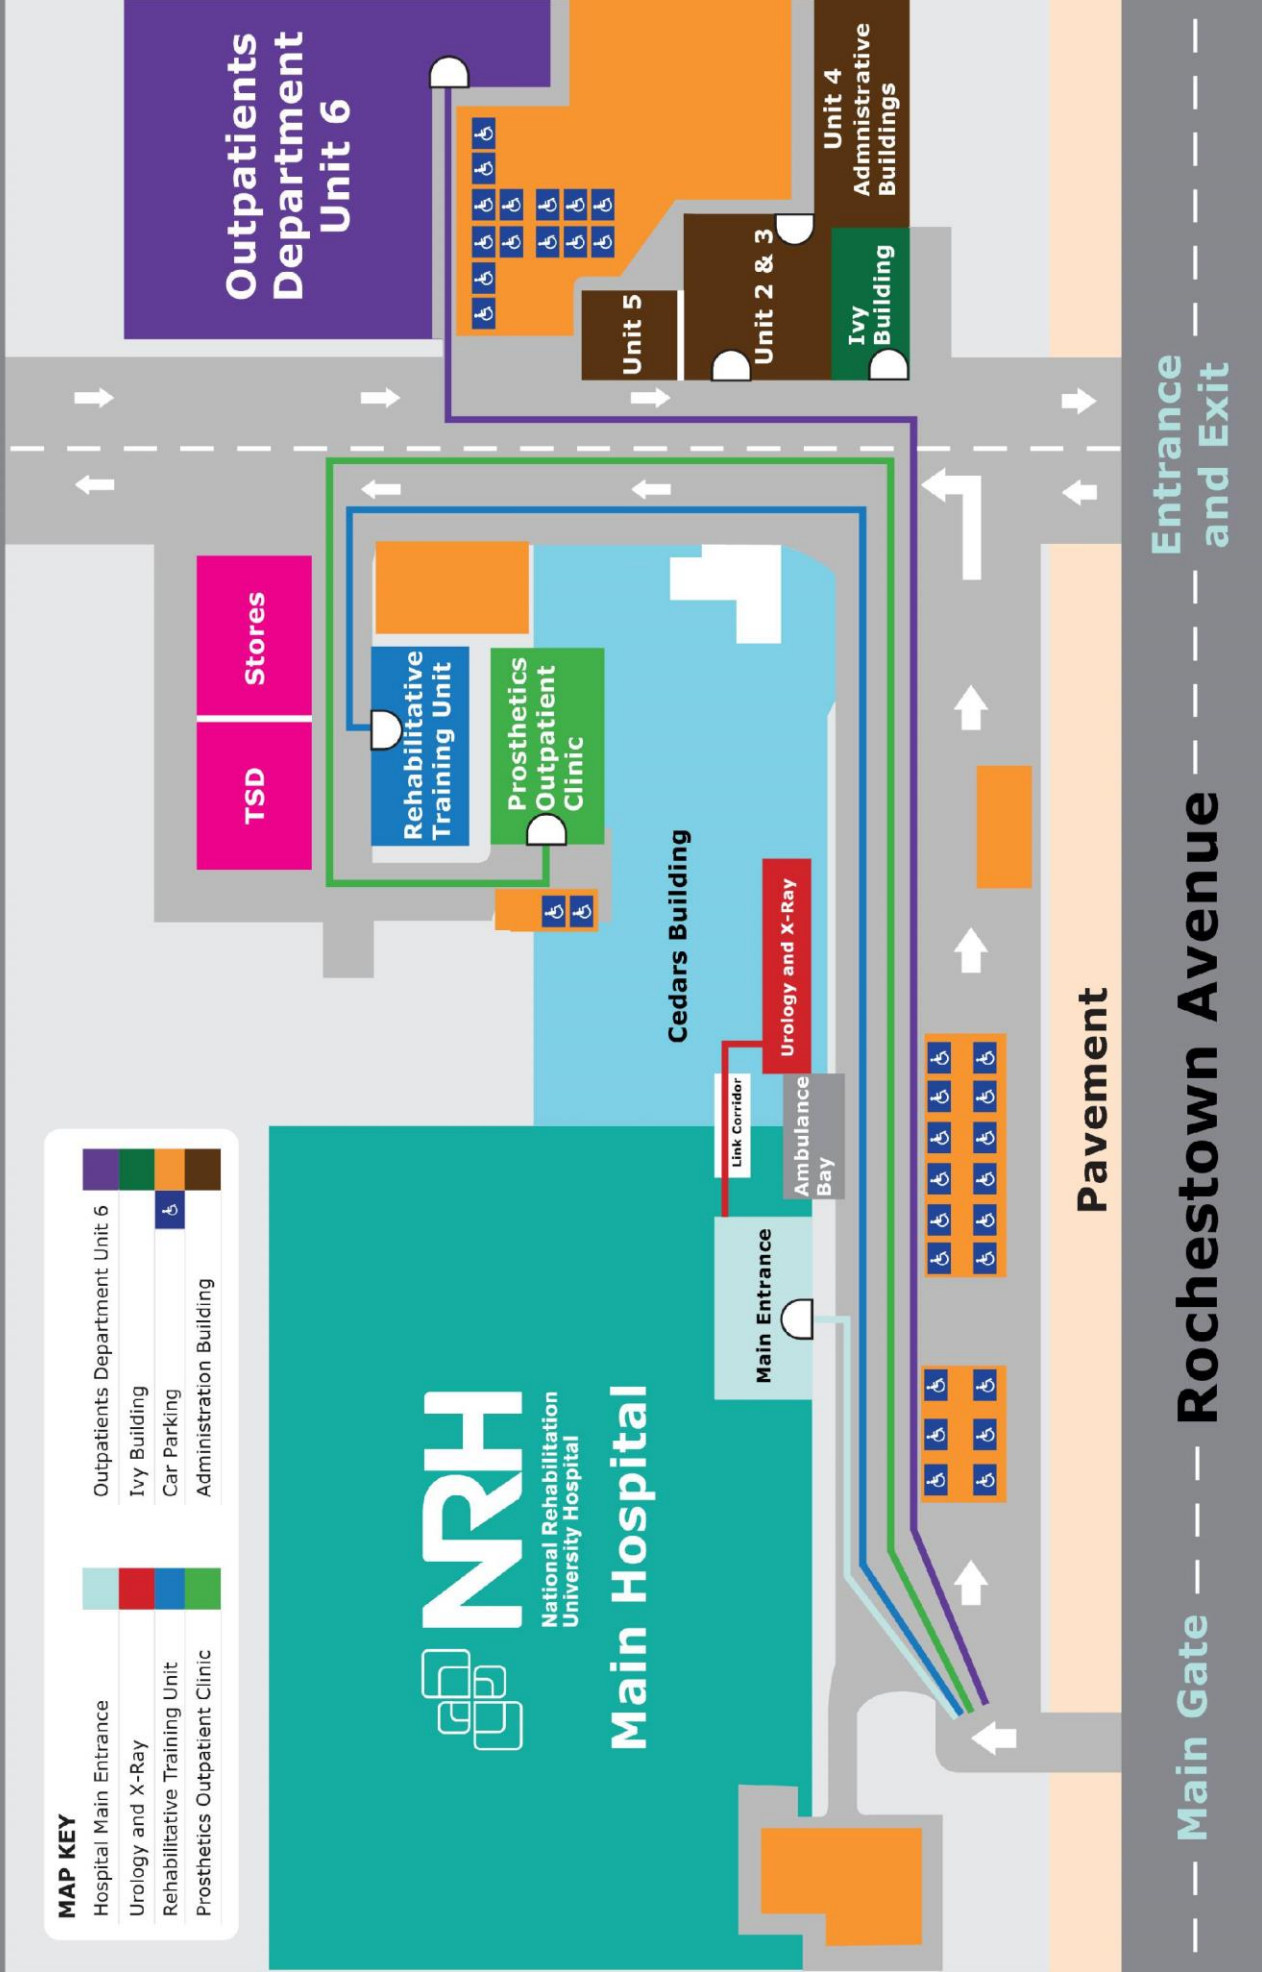 MAP KEY
Hospital Main Entrance
Urology and X-Ray
Rehabilitative Training Unit
Prosthetics Outpatient Clinic
Outpatients Department Unit 6
Ivy Building
Car Parking
Administration Building
TSD
Stores
Outpatients
Department
Unit 6
NRH
National Rehabilitation
University Hospital
Main Hospital
Rehabilitative
Training Unit
Prosthetics
Outpatient
Clinic
Cedars Building
Unit 5
Unit 2 & 3
Unit 4
Admnistrative
Buildings
Ivy
Building
Link Corridor
Urology and X-Ray
Main Entrance
Ambulance
Bay
Pavement
Main Gate
Rochestown Avenue
Entrance
and Exit